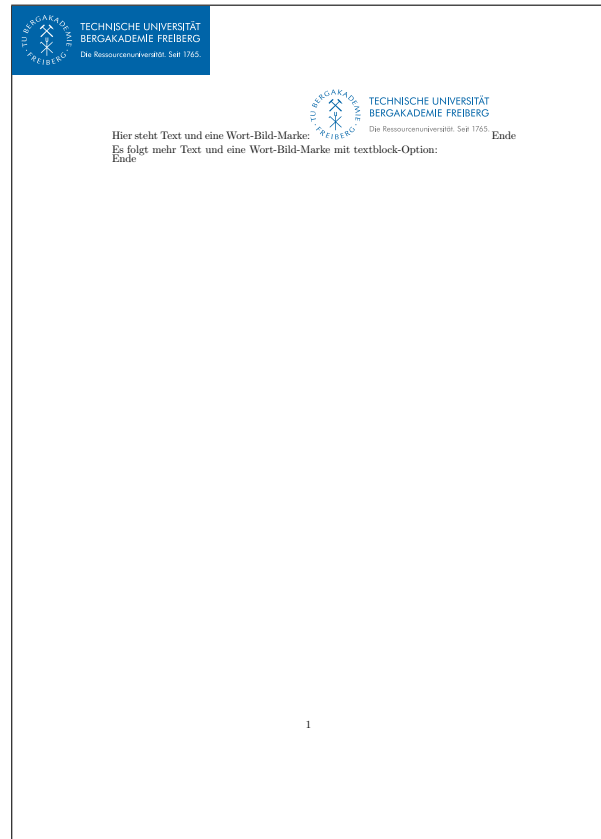 TU BERGAKADEMIE
· FREIBERG ·
TECHNISCHE UNIVERSITÄT
BERGAKADEMIE FREIBERG
Die Ressourcenuniversität. Seit 1765.
TU BERGAKADEMIE
· FREIBERG ·
TECHNISCHE UNIVERSITÄT
BERGAKADEMIE FREIBERG
Die Ressourcenuniversität. Seit 1765.
Hier steht Text und eine Wort-Bild-Marke: Ende
Es folgt mehr Text und eine Wort-Bild-Marke mit textblock-Option:
Ende
1